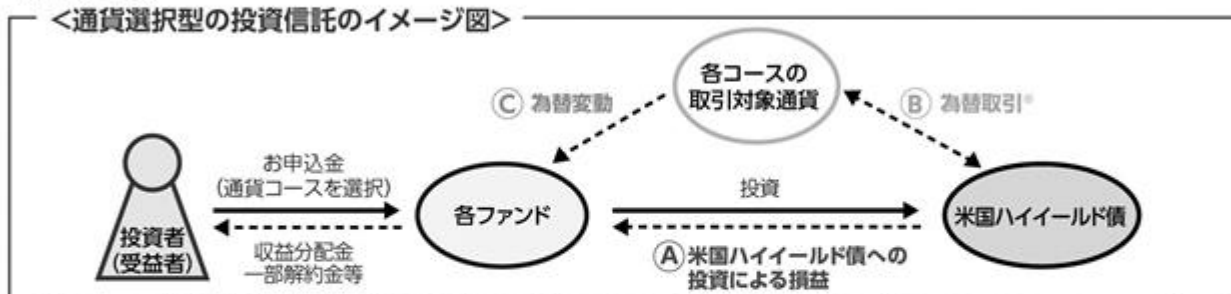 <通貨選択型の投資信託のイメージ図>
各コースの
取引対象通貨
Ⓒ 為替変動
Ⓑ 為替取引※
お申込金
(通貨コースを選択)
投資者
(受益者)
収益分配金
一部解約金等
各ファンド
投資
Ⓐ米国ハイイールド債への
投資による損益
米国ハイイールド債